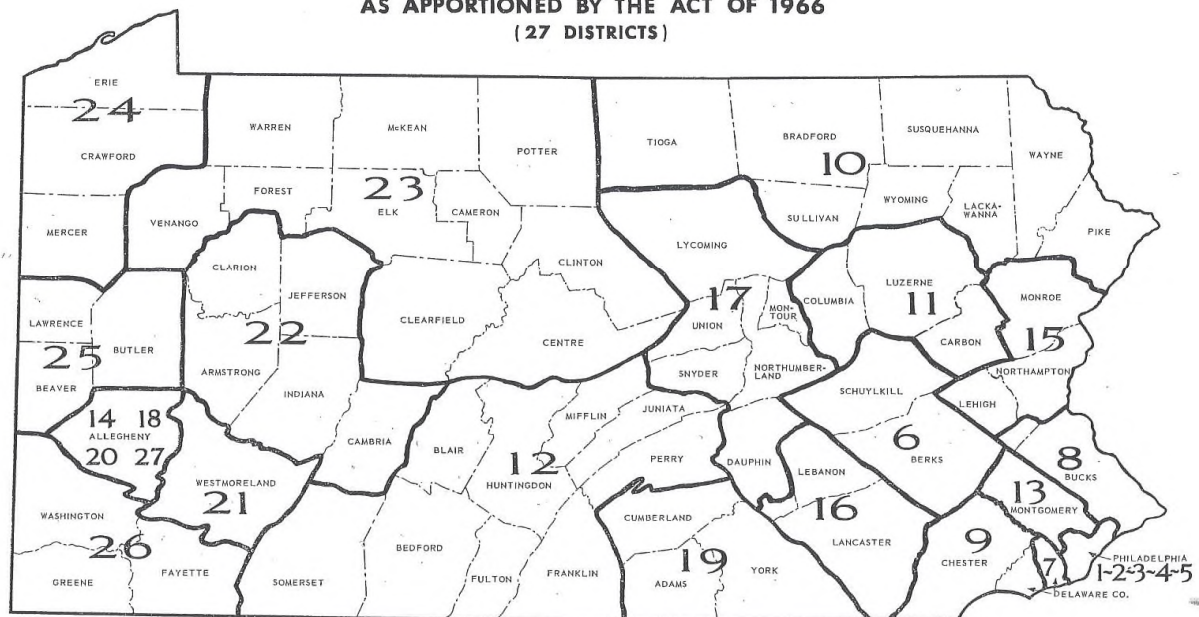 AS APPORTIONED BY THE ACT OF 1966
(27 DISTRICTS)
ERIE
24
CRAWFORD
MERCER
WARREN
McKEAN
POTTER
FOREST
23
ELK
CAMERON
VENANGO
CLINTON
CLEARFIELD
CENTRE
TIOGA
BRADFORD
10
SUSQUEHANNA
WAYNE
SULLIVAN
WYOMING
LACKA-
WANNA
PIKE
LYCOMING
17
UNION
MON-
TOUR
SNYDER
NORTHUMBER-
LAND
COLUMBIA
LUZERNE
11
CARBON
MONROE
15
NORTHAMPTON
LEHIGH
CLARION
JEFFERSON
22
ARMSTRONG
INDIANA
CAMBRIA
LAWRENCE
25
BUTLER
BEAVER
14 18
ALLEGHENY
20 27
WESTMORELAND
21
WASHINGTON
26
GREENE
FAYETTE
SOMERSET
BLAIR
12
HUNTINGDON
MIFFLIN
JUNIATA
PERRY
BEDFORD
FULTON
FRANKLIN
DAUPHIN
CUMBERLAND
19
ADAMS
YORK
SCHUYLKILL
6
BERKS
LEBANON
16
LANCASTER
8
BUCKS
13
MONTGOMERY
9
CHESTER
7
PHILADELPHIA
1-2-3-4-5
DELAWARE CO.